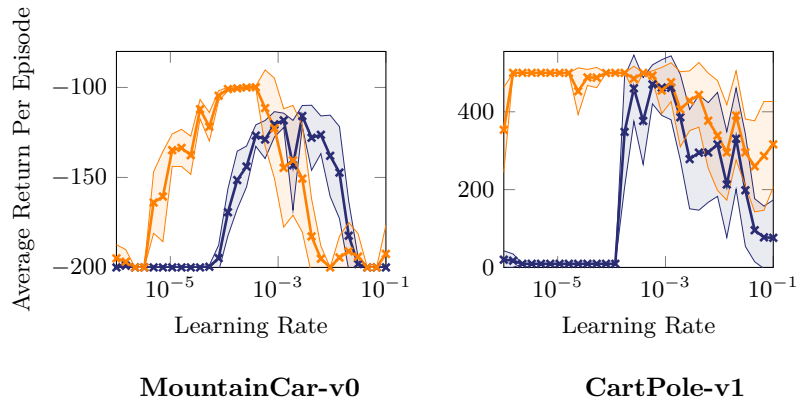 Average Return Per Episode
−100
−150
−200
10−5
10−3
10−1
Learning Rate
MountainCar-v0
400
200
0
10−5
10−3
10−1
Learning Rate
CartPole-v1